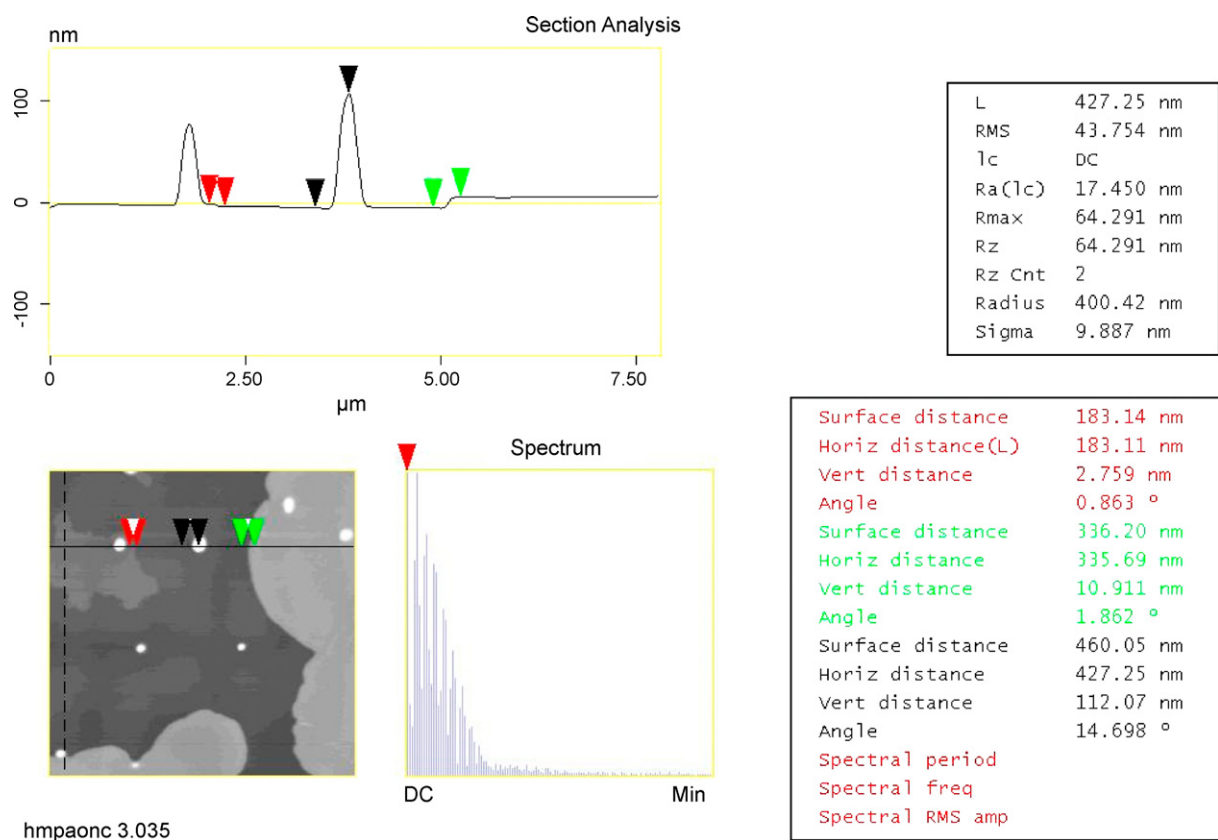 Section Analysis
nm
100
0
-100
0 2.50 5.00 7.50
µm
L 427.25 nm
RMS 43.754 nm
lc DC
Ra(lc) 17.450 nm
Rmax 64.291 nm
Rz 64.291 nm
Rz Cnt 2
Radius 400.42 nm
Sigma 9.887 nm
Spectrum
DC Min
Surface distance 183.14 nm
Horiz distance(L) 183.11 nm
Vert distance 2.759 nm
Angle 0.863 º
Surface distance 336.20 nm
Horiz distance 335.69 nm
Vert distance 10.911 nm
Angle 1.862 º
Surface distance 460.05 nm
Horiz distance 427.25 nm
Vert distance 112.07 nm
Angle 14.698 º
Spectral period
Spectral freq
Spectral RMS amp
hmpaonc 3.035